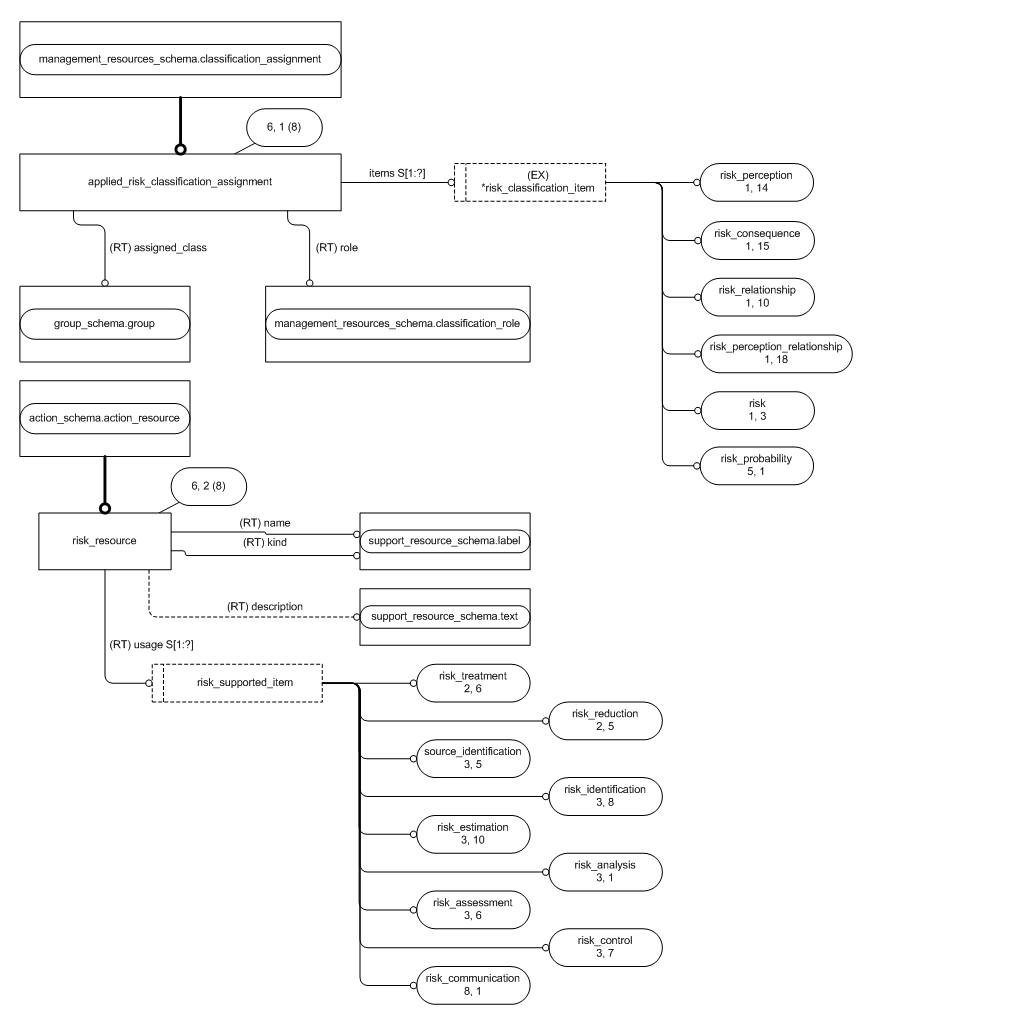 management_resources_schema.classification_assignment
6, 1 (8)
applied_risk_classification_assignment
items S[1:?]
(EX)
*risk_classification_item
risk_perception
1, 14
risk_consequence
1, 15
(RT) assigned_class
(RT) role
risk_relationship
1, 10
group_schema.group
management_resources_schema.classification_role
risk_perception_relationship
1, 18
risk
1, 3
action_schema.action_resource
risk_probability
5, 1
6, 2 (8)
(RT) name
risk_resource
(RT) kind
support_resource_schema.label
(RT) description
support_resource_schema.text
(RT) usage S[1:?]
risk_supported_item
risk_treatment
2, 6
risk_reduction
2, 5
source_identification
3, 5
risk_identification
3, 8
risk_estimation
3, 10
risk_analysis
3, 1
risk_assessment
3, 6
risk_control
3, 7
risk_communication
8, 1